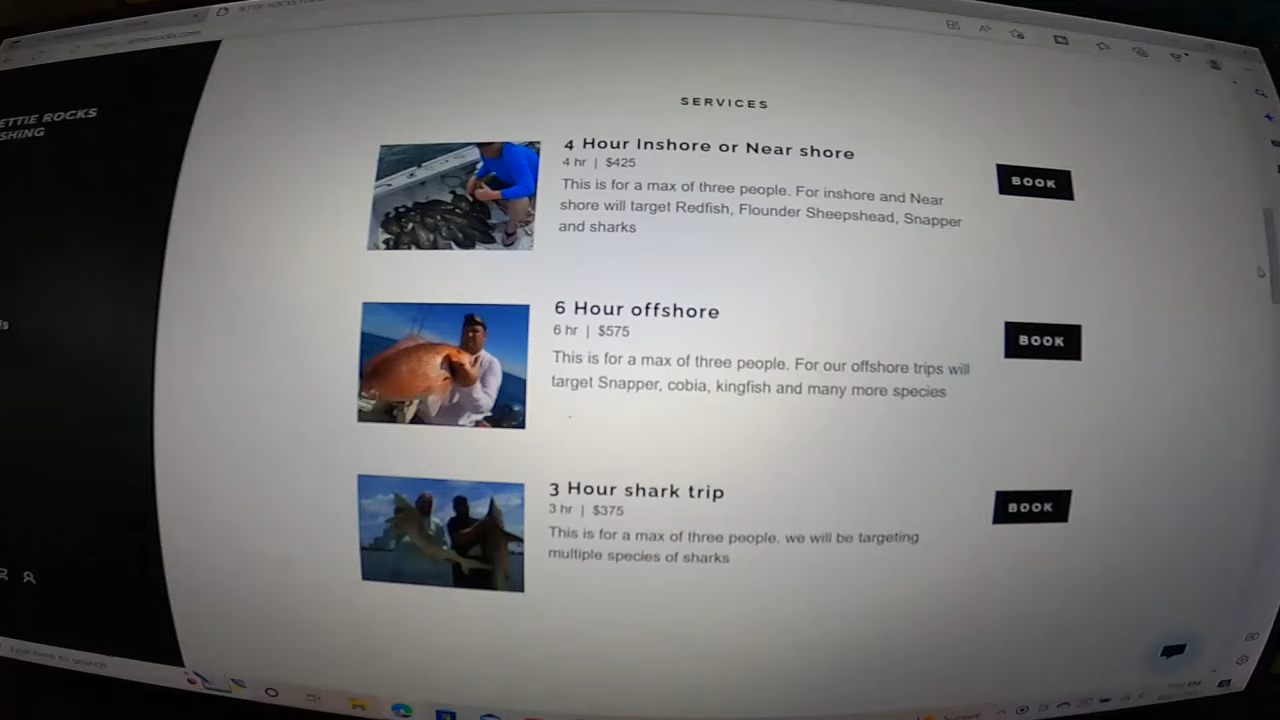 ETTIE ROCKS
SHING
SERVICES
4 Hour Inshore or Near shore
4 hr | $425
This is for a max of three people. For inshore and Near
shore will target Redfish, Flounder Sheepshead, Snapper
and sharks
BOOK
6 Hour offshore
6 hr | $575
This is for a max of three people. For our offshore trips will
target Snapper, cobia, kingfish and many more species
BOOK
3 Hour shark trip
3 hr | $375
This is for a max of three people. we will be targeting
multiple species of sharks
BOOK
Type here to search